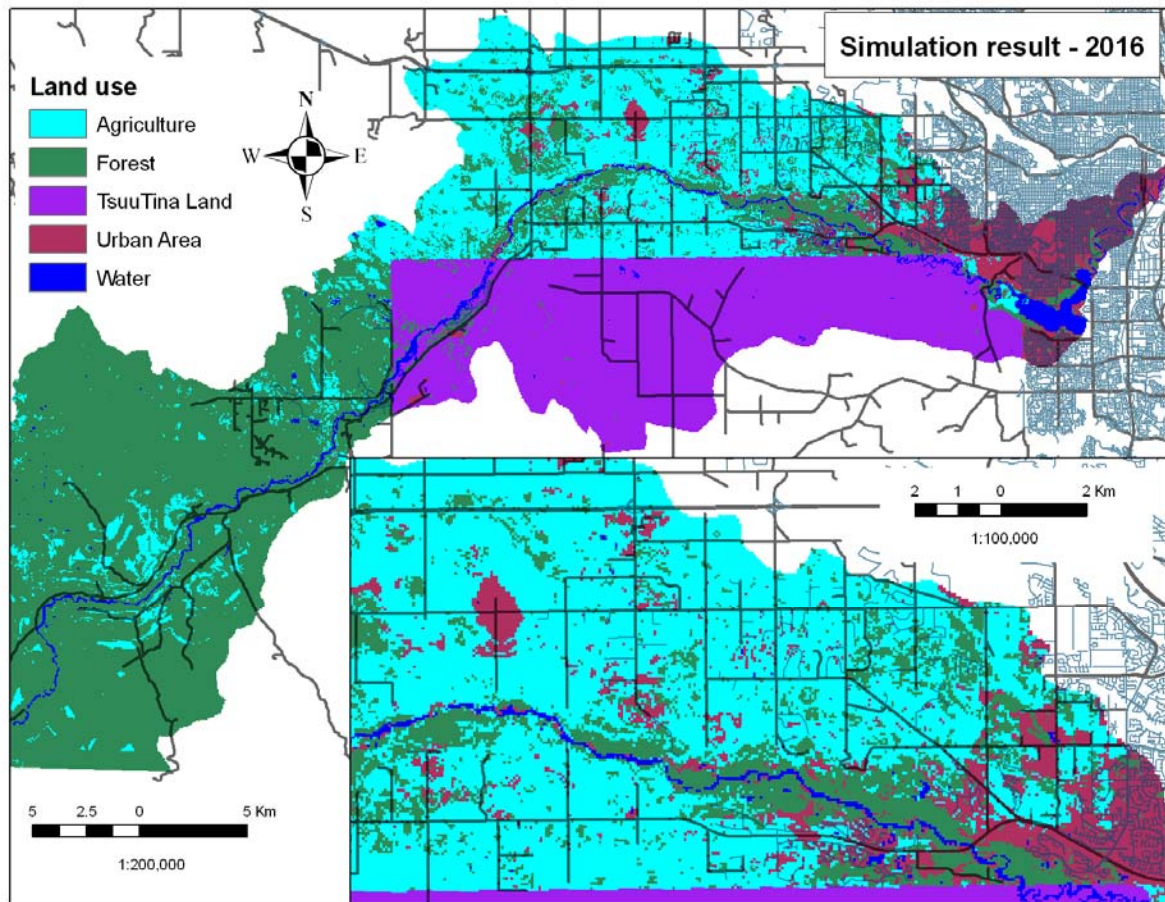 Simulation result - 2016
Land use
Agriculture
Forest
TsuuTina Land
Urban Area
Water
N
W
E
S
2 1 0 2 Km
1:100,000
5 2.5 0 5 Km
1:200,000